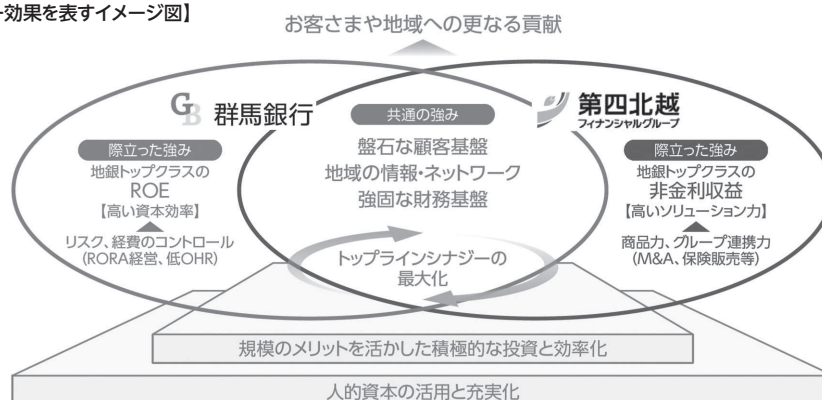 ー効果を表すイメージ図】
お客さまや地域への更なる貢献
GB 群馬銀行
際立った強み
地銀トップクラスの
ROE
【高い資本効率】
リスク、経費のコントロール
(RORA経営、低OHR)
共通の強み
盤石な顧客基盤
地域の情報・ネットワーク
強固な財務基盤
第四北越
フィナンシャルグループ
際立った強み
地銀トップクラスの
非金利収益
【高いソリューション力】
商品力、グループ連携力
(M&A、保険販売等)
トップラインシナジーの
最大化
規模のメリットを活かした積極的な投資と効率化
人的資本の活用と充実化